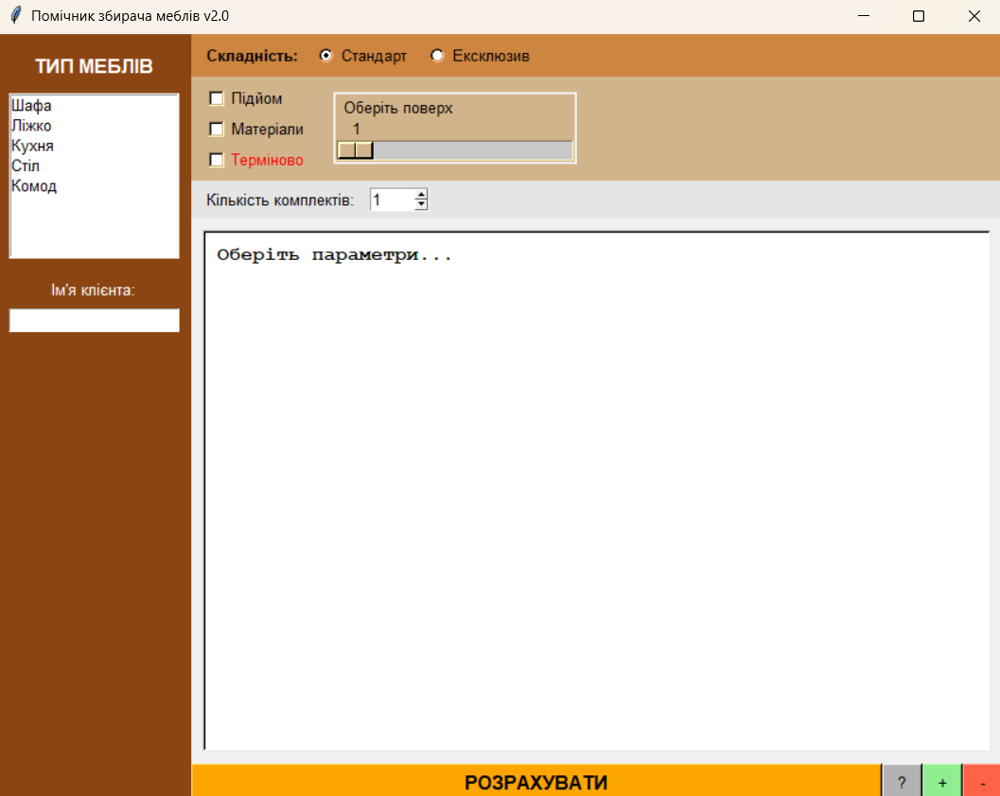 Помічник збирача меблів v2.0
ТИП МЕБЛІВ
Шафа
Ліжко
Кухня
Стіл
Комод
Ім'я клієнта:
Складність: Стандарт Ексклюзив
Підйом
Матеріали
Терміново
Оберіть поверх
1
Кількість комплектів: 1
Оберіть параметри...
РОЗРАХУВАТИ ? + -